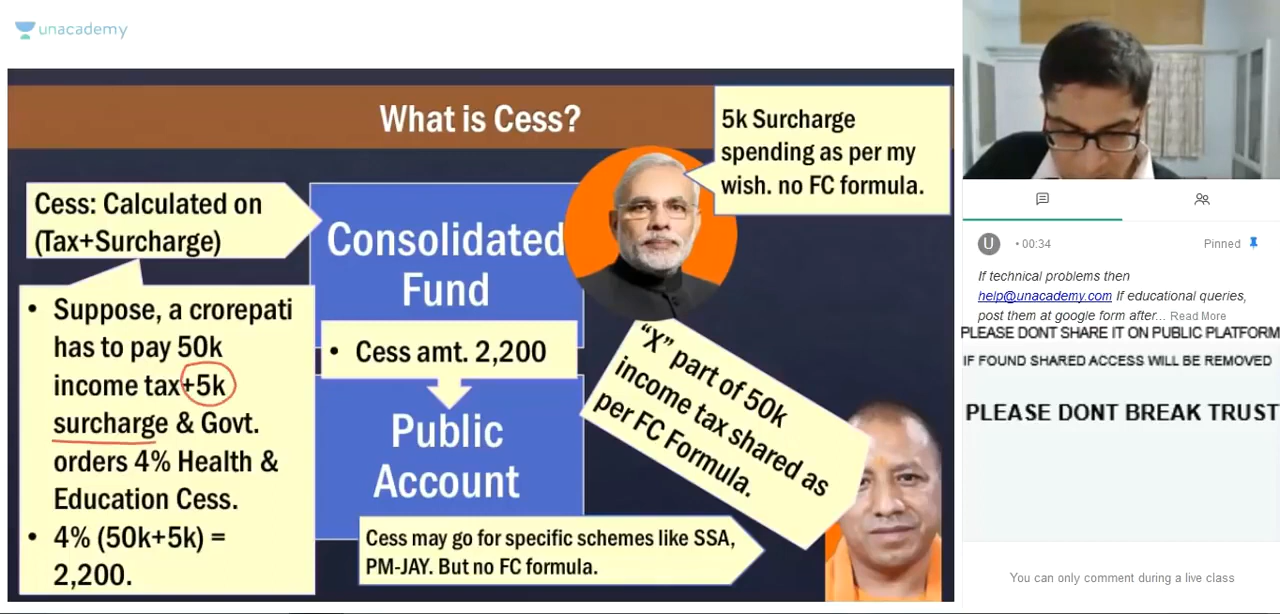 unacademy
What is Cess?
5k Surcharge
spending as per my
wish. no FC formula.
Cess: Calculated on
(Tax+Surcharge)
Consolidated
Fund
• Suppose, a crorepati
has to pay 50k
income tax+5k
surcharge & Govt.
orders 4% Health &
Education Cess.
• 4% (50k+5k) =
2,200.
• Cess amt. 2,200
Public
Account
"X" part of 50k
income tax shared as
per FC Formula.
Cess may go for specific schemes like SSA,
PM-JAY. But no FC formula.
U • 00:34 Pinned
If technical problems then
help@unacademy.com If educational queries,
post them at google form after... Read More
PLEASE DONT SHARE IT ON PUBLIC PLATFORM
IF FOUND SHARED ACCESS WILL BE REMOVED
PLEASE DONT BREAK TRUST
You can only comment during a live class